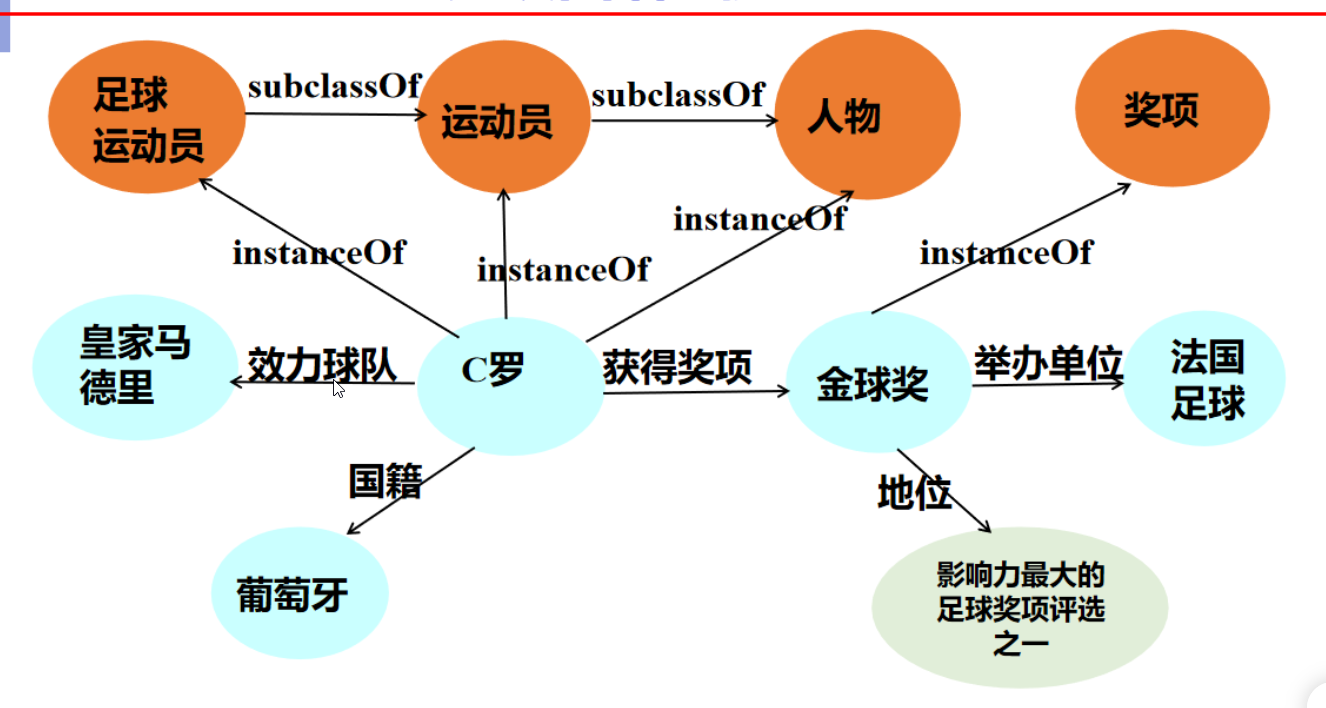 subclassOf
subclassOf
足球
运动员
运动员
人物
奖项
instanceOf
instanceOf
instanceOf
instanceOf
皇家马
德里
效力球队
C罗
获得奖项
金球奖
举办单位
法国
足球
国籍
地位
葡萄牙
影响力最大的
足球奖项评选
之一